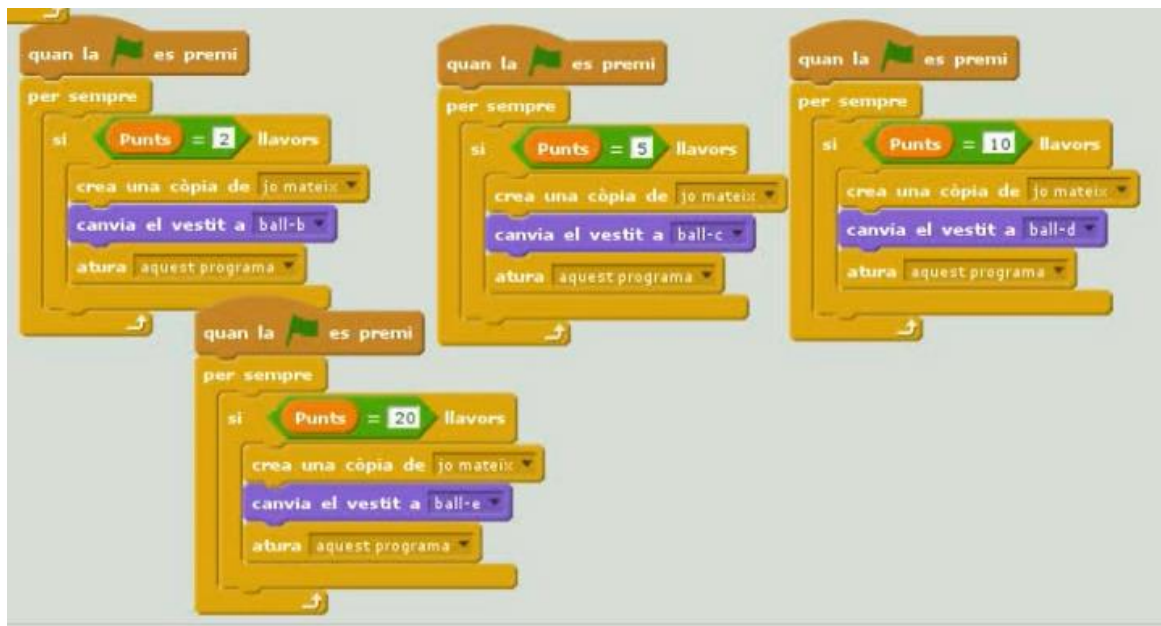 quan la es premi
per sempre
si Punts = 2 llavors
crea una còpia de jo mateix
canvia el vestit a ball-b
atura aquest programa
quan la es premi
per sempre
si Punts = 5 llavors
crea una còpia de jo mateix
canvia el vestit a ball-c
atura aquest programa
quan la es premi
per sempre
si Punts = 10 llavors
crea una còpia de jo mateix
canvia el vestit a ball-d
atura aquest programa
quan la es premi
per sempre
si Punts = 20 llavors
crea una còpia de jo mateix
canvia el vestit a ball-e
atura aquest programa